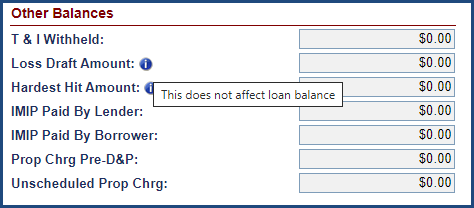 Other Balances
T & I Withheld: $0.00
Loss Draft Amount: i $0.00
Hardest Hit Amount: i $0.00
This does not affect loan balance
IMIP Paid By Lender: $0.00
IMIP Paid By Borrower: $0.00
Prop Chrg Pre-D&P: $0.00
Unscheduled Prop Chrg: $0.00